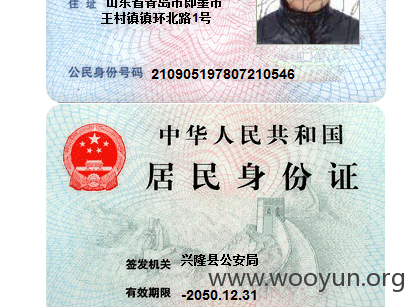 住 址 山东省青岛市即墨市
王村镇镇环北路1号
公民身份号码 210905197807210546
中华人民共和国
居民身份证
签发机关 兴隆县公安局
www.wooyun.org
有效期限 -2050.12.31